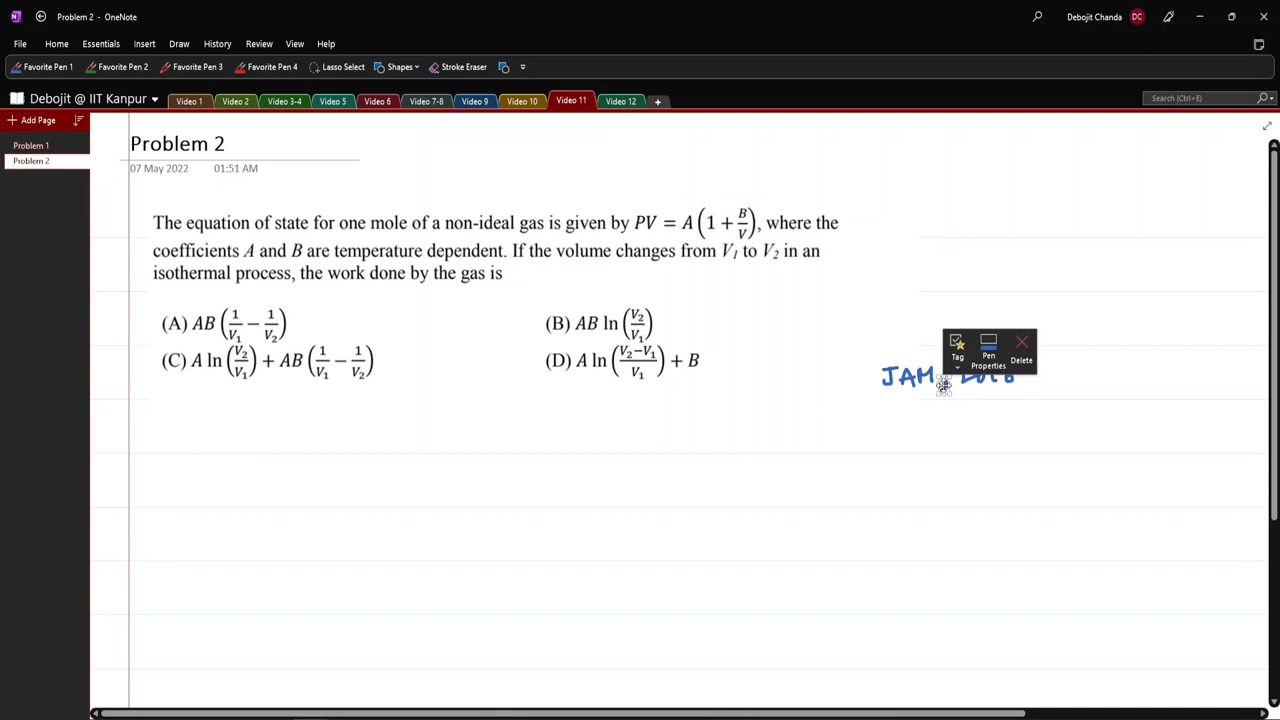 Problem 2 - OneNote
Debojit Chanda DC
File Home Essentials Insert Draw History Review View Help
Favorite Pen 1 Favorite Pen 2 Favorite Pen 3 Favorite Pen 4 Lasso Select Shapes Stroke Eraser
Debojit @ IIT Kanpur Video 1 Video 2 Video 3-4 Video 5 Video 6 Video 7-8 Video 9 Video 10 Video 11 Video 12 Search (Ctrl+E)
Add Page
Problem 1
Problem 2
Problem 2
07 May 2022 01:51 AM
The equation of state for one mole of a non-ideal gas is given by PV = A (1 + B/V), where the
coefficients A and B are temperature dependent. If the volume changes from V₁ to V₂ in an
isothermal process, the work done by the gas is
(A) AB (1/V₁ − 1/V₂) (B) AB ln (V₂/V₁)
(C) A ln (V₂/V₁) + AB (1/V₁ − 1/V₂) (D) A ln ((V₂−V₁)/V₁) + B
Tag Pen Properties Delete
JAM